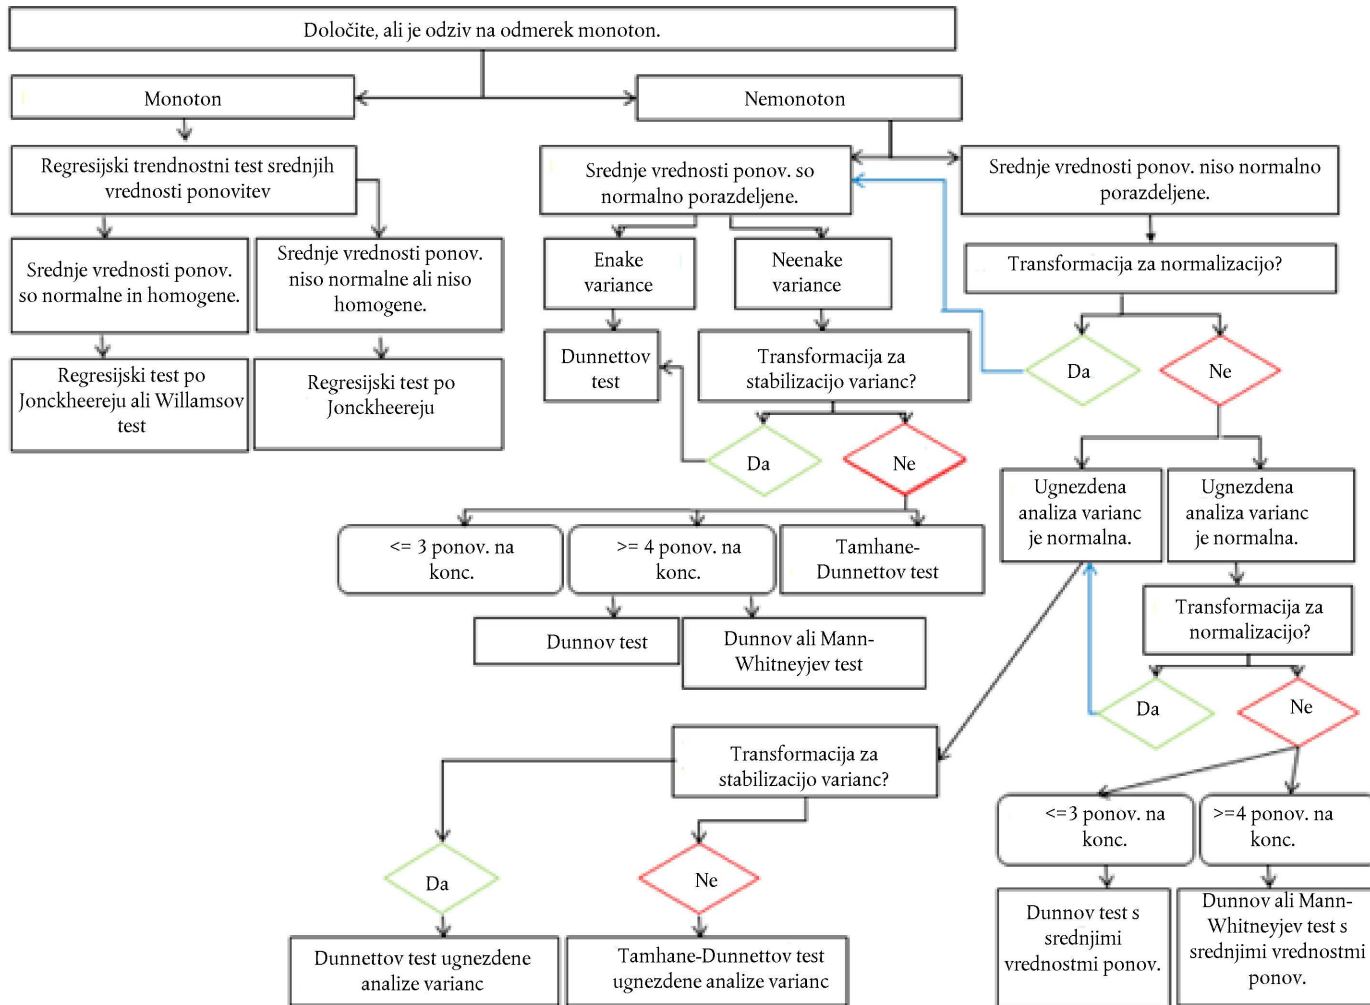 Določite, ali je odziv na odmerek monoton.
Monoton
Nemonoton
Regresijski trendnostni test srednjih
vrednosti ponovitev
Srednje vrednosti ponov. so
normalno porazdeljene.
Srednje vrednosti ponov. niso normalno
porazdeljene.
Srednje vrednosti ponov.
so normalne in homogene.
Srednje vrednosti ponov.
niso normalne ali niso
homogene.
Enake
variance
Neenake
variance
Transformacija za normalizacijo?
Regresijski test po
Jonckheereju ali Willamsov
test
Regresijski test po
Jonckheereju
Dunnettov
test
Transformacija za
stabilizacijo varianc?
Da
Ne
Da
Ne
Ugnezdena
analiza varianc
je normalna.
Ugnezdena
analiza varianc
je normalna.
<= 3 ponov. na
konc.
>= 4 ponov. na
konc.
Tamhane-
Dunnettov test
Dunnov test
Dunnov ali Mann-
Whitneyjev test
Transformacija za
normalizacijo?
Da
Ne
Transformacija za
stabilizacijo varianc?
<=3 ponov. na
konc.
>=4 ponov. na
konc.
Da
Ne
Dunnettov test ugnezdene
analize varianc
Tamhane-Dunnettov test
ugnezdene analize varianc
Dunnov test s
srednjimi
vrednostmi ponov.
Dunnov ali Mann-
Whitneyjev test s
srednjimi vrednostmi
ponov.